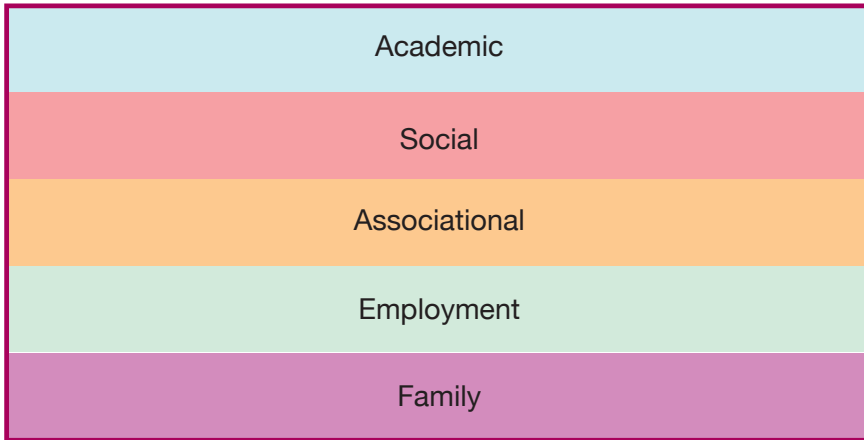 Academic
Social
Associational
Employment
Family